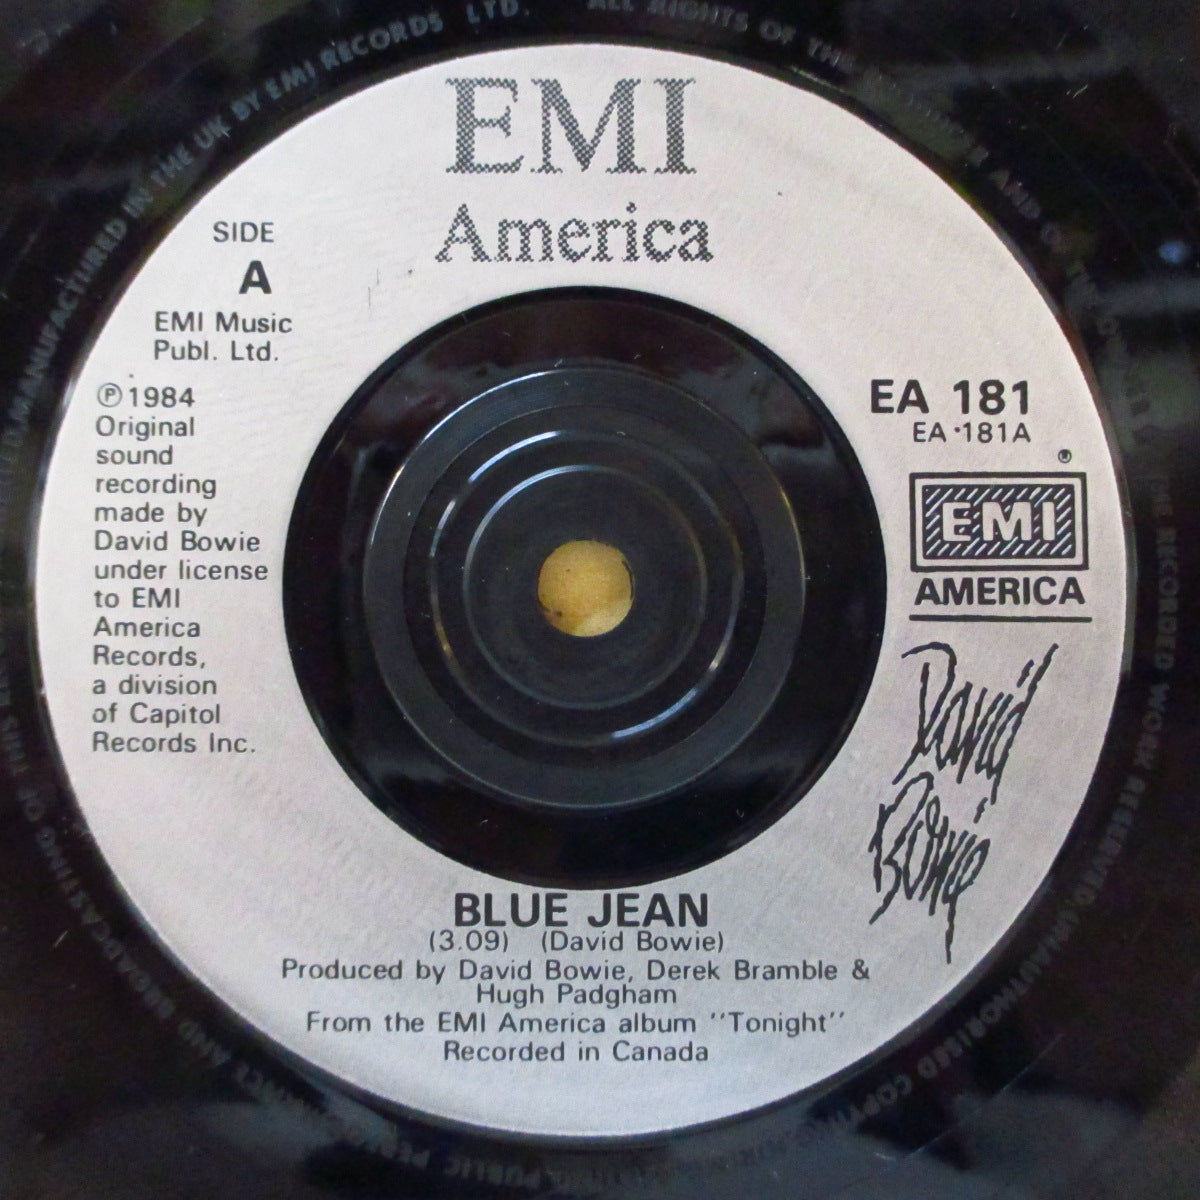 MANUFACTURED IN THE UK BY EMI RECORDS LTD.
ALL RIGHTS OF THE
RECORDED WORK RESERVED. UNAUTHORISED
BROADCASTING OF THIS
EMI
America
SIDE
A
EMI Music
Publ. Ltd.
℗1984
Original
sound
recording
made by
David Bowie
under license
to EMI
America
Records,
a division
of Capitol
Records Inc.
EA 181
EA·181A
®
EMI
AMERICA
David
Bowie
BLUE JEAN
(3.09) (David Bowie)
Produced by David Bowie, Derek Bramble &
Hugh Padgham
From the EMI America album "Tonight"
Recorded in Canada